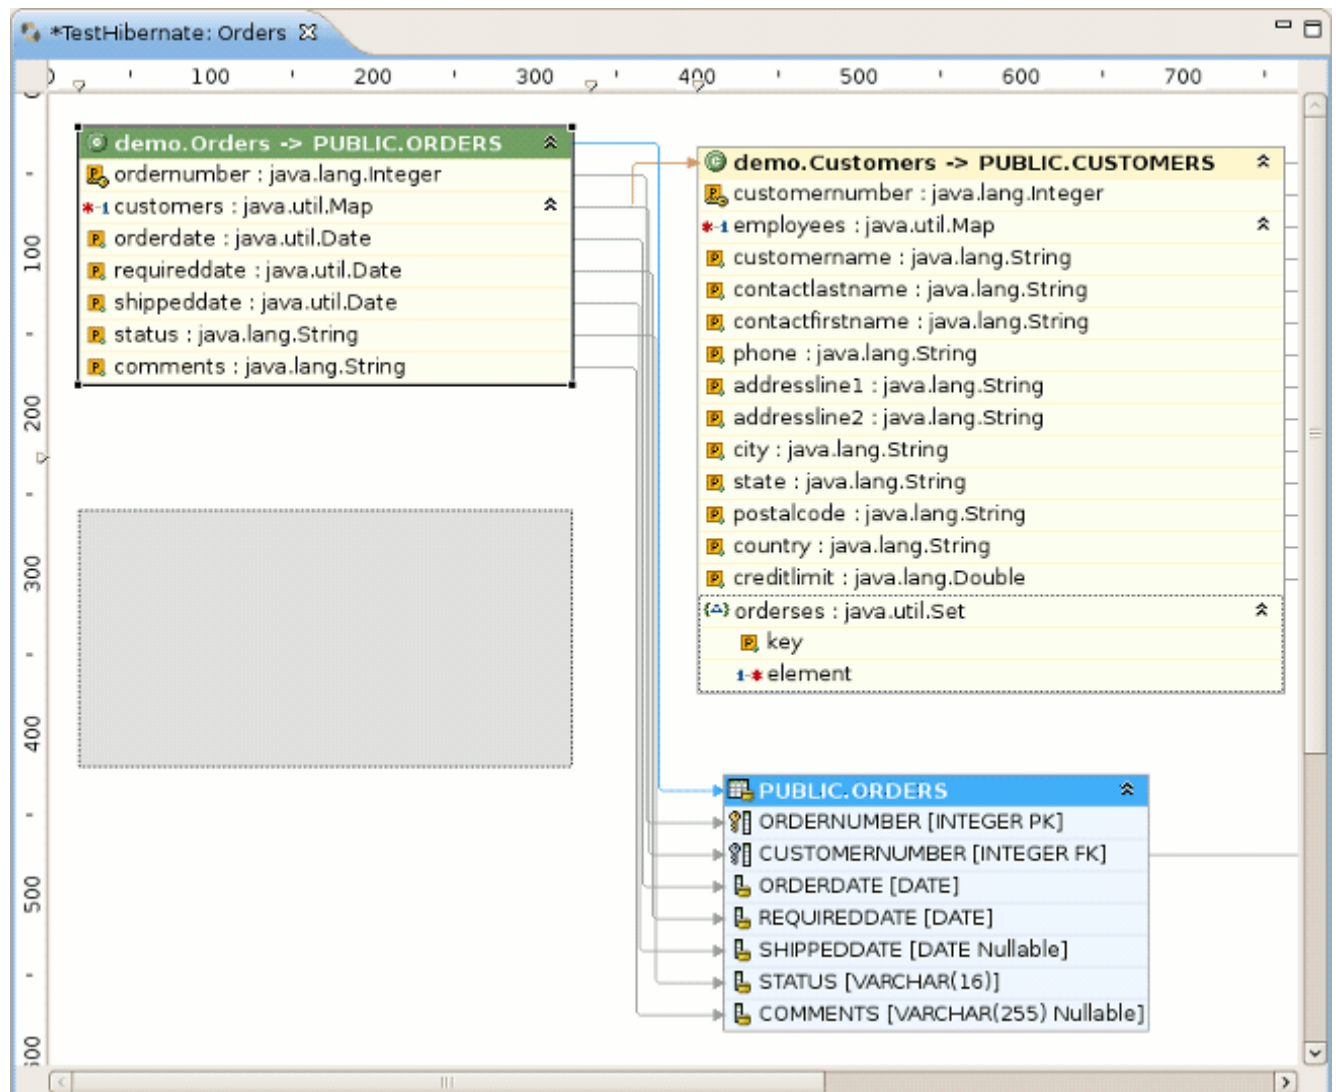 *TestHibernate: Orders
0 100 200 300 400 500 600 700
0
100
200
300
400
500
600
demo.Orders -> PUBLIC.ORDERS
ordernumber : java.lang.Integer
*-1 customers : java.util.Map
orderdate : java.util.Date
requireddate : java.util.Date
shippeddate : java.util.Date
status : java.lang.String
comments : java.lang.String
demo.Customers -> PUBLIC.CUSTOMERS
customernumber : java.lang.Integer
*-1 employees : java.util.Map
customername : java.lang.String
contactlastname : java.lang.String
contactfirstname : java.lang.String
phone : java.lang.String
addressline1 : java.lang.String
addressline2 : java.lang.String
city : java.lang.String
state : java.lang.String
postalcode : java.lang.String
country : java.lang.String
creditlimit : java.lang.Double
orderses : java.util.Set
key
1-* element
PUBLIC.ORDERS
ORDERNUMBER [INTEGER PK]
CUSTOMERNUMBER [INTEGER FK]
ORDERDATE [DATE]
REQUIREDDATE [DATE]
SHIPPEDDATE [DATE Nullable]
STATUS [VARCHAR(16)]
COMMENTS [VARCHAR(255) Nullable]